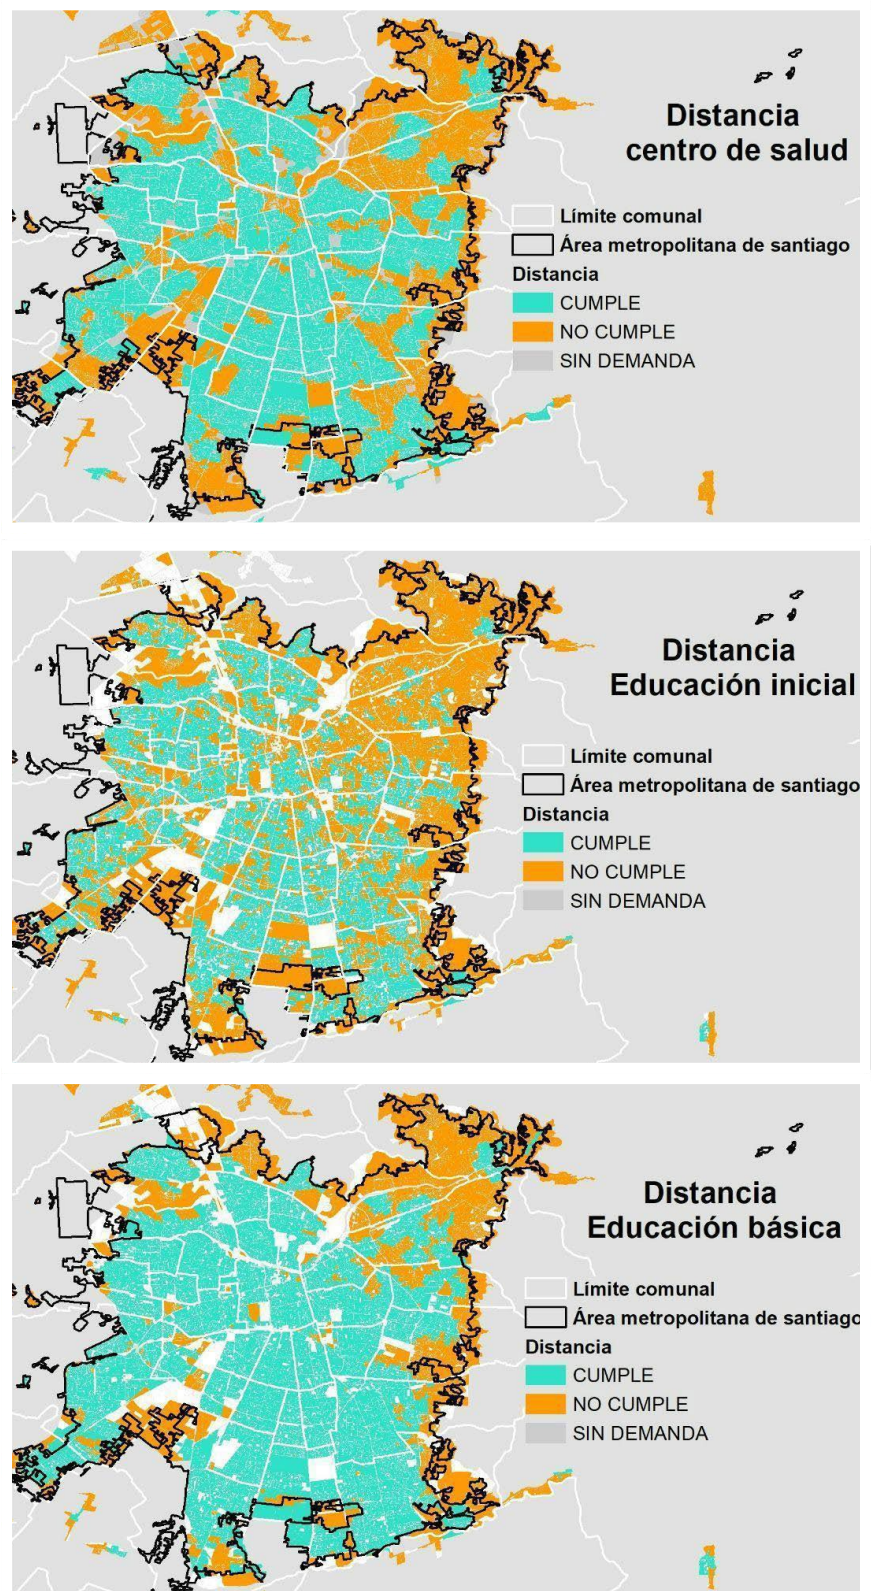 Distancia
centro de salud
Límite comunal
Área metropolitana de santiago
Distancia
CUMPLE
NO CUMPLE
SIN DEMANDA
Distancia
Educación inicial
Límite comunal
Área metropolitana de santiago
Distancia
CUMPLE
NO CUMPLE
SIN DEMANDA
Distancia
Educación básica
Límite comunal
Área metropolitana de santiago
Distancia
CUMPLE
NO CUMPLE
SIN DEMANDA